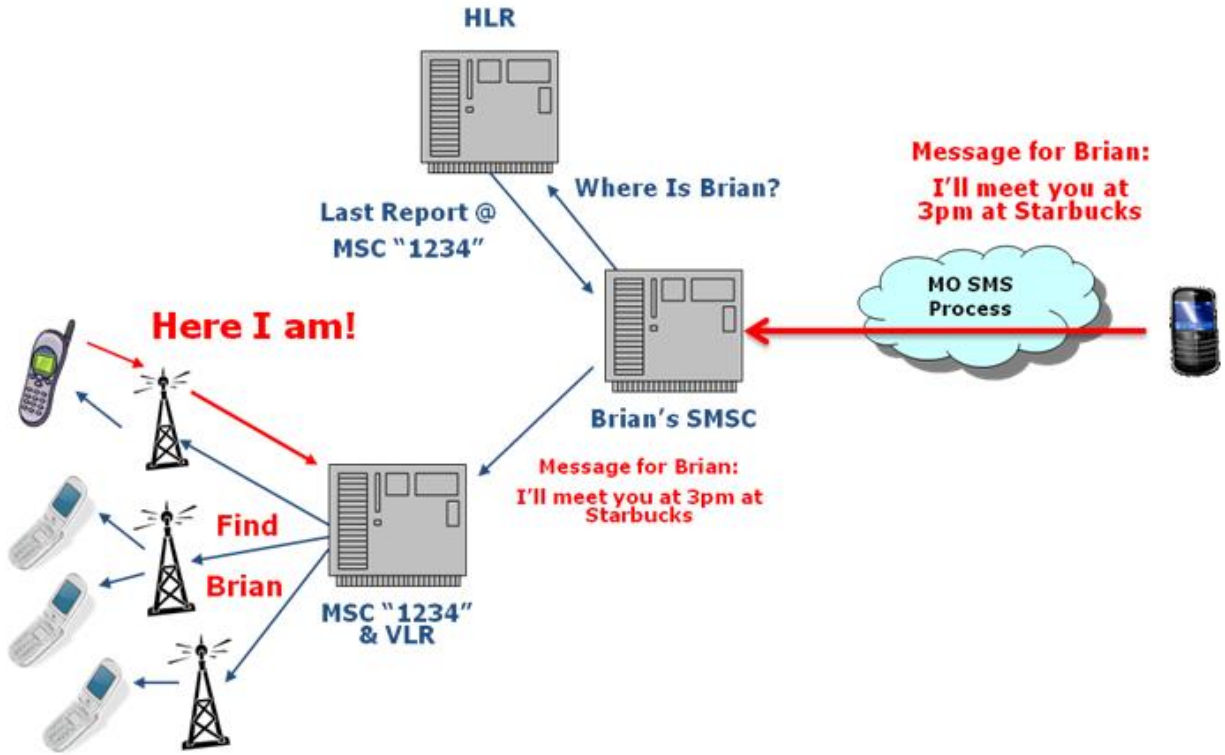 HLR
Message for Brian:
I'll meet you at
3pm at Starbucks
Where Is Brian?
Last Report @
MSC “1234”
MO SMS
Process
Here I am!
Brian’s SMSC
Message for Brian:
I'll meet you at 3pm at
Starbucks
Find
Brian
MSC “1234”
& VLR